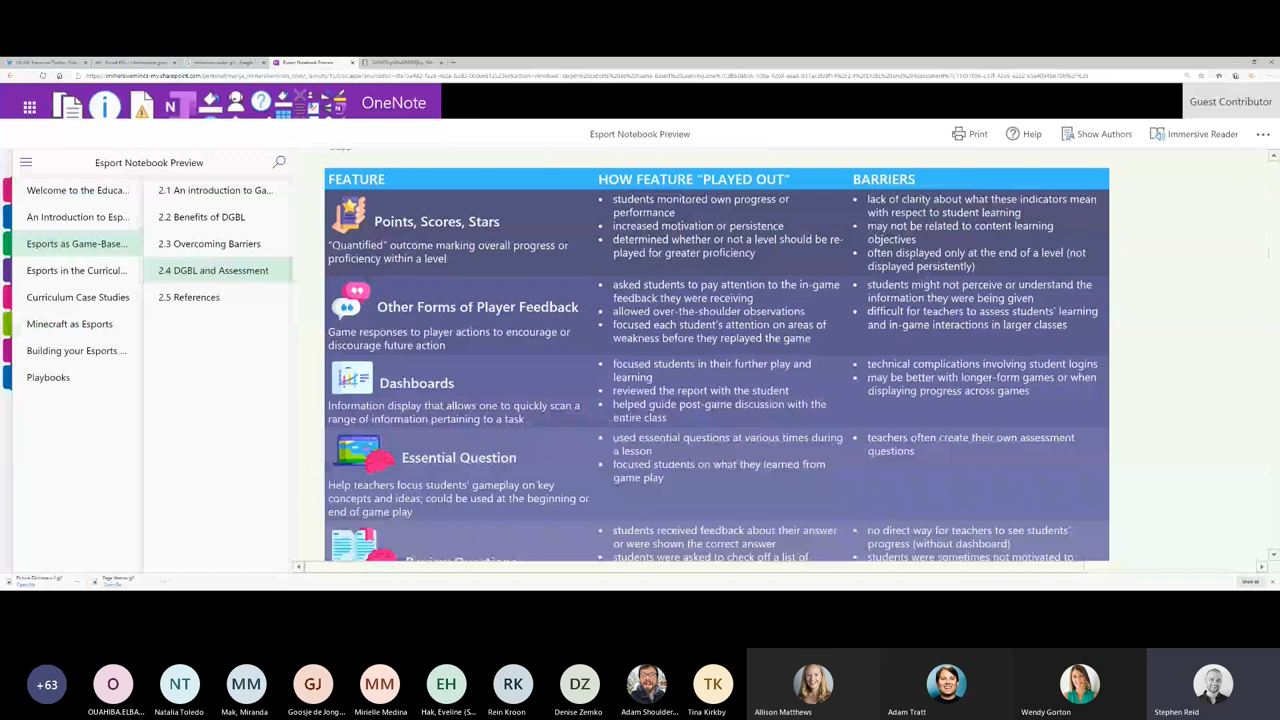 OneNote
Guest Contributor
Esport Notebook Preview
Print
Help
Show Authors
Immersive Reader
Esport Notebook Preview
Welcome to the Educa...
An Introduction to Esp...
Esports as Game-Base...
Esports in the Curricul...
Curriculum Case Studies
Minecraft as Esports
Building your Esports ...
Playbooks
2.1 An introduction to Ga...
2.2 Benefits of DGBL
2.3 Overcoming Barriers
2.4 DGBL and Assessment
2.5 References
FEATURE
HOW FEATURE "PLAYED OUT"
BARRIERS
Points, Scores, Stars
"Quantified" outcome marking overall progress or
proficiency within a level
• students monitored own progress or
performance
• increased motivation or persistence
• determined whether or not a level should be re-
played for greater proficiency
• lack of clarity about what these indicators mean
with respect to student learning
• may not be related to content learning
objectives
• often displayed only at the end of a level (not
displayed persistently)
Other Forms of Player Feedback
Game responses to player actions to encourage or
discourage future action
• asked students to pay attention to the in-game
feedback they were receiving
• allowed over-the-shoulder observations
• focused each student's attention on areas of
weakness before they replayed the game
• students might not perceive or understand the
information they were being given
• difficult for teachers to assess students' learning
and in-game interactions in larger classes
Dashboards
Information display that allows one to quickly scan a
range of information pertaining to a task
• focused students in their further play and
learning
• reviewed the report with the student
• helped guide post-game discussion with the
entire class
• technical complications involving student logins
• may be better with longer-form games or when
displaying progress across games
Essential Question
Help teachers focus students' gameplay on key
concepts and ideas; could be used at the beginning or
end of game play
• used essential questions at various times during
a lesson
• focused students on what they learned from
game play
• teachers often create their own assessment
questions
• students received feedback about their answer
or were shown the correct answer
• students were asked to check off a list of
• no direct way for teachers to see students'
progress (without dashboard)
• students were sometimes not motivated to
Show all
+63
O
NT
MM
GJ
MM
EH
RK
DZ
TK
OUAHIBA.ELBA...
Natalia Toledo
Mak, Miranda
Goosje de Jong...
Mirielle Medina
Hak, Eveline (S...
Rein Kroon
Denise Zemko
Adam Shoulder...
Tina Kirkby
Allison Matthews
Adam Tratt
Wendy Gorton
Stephen Reid